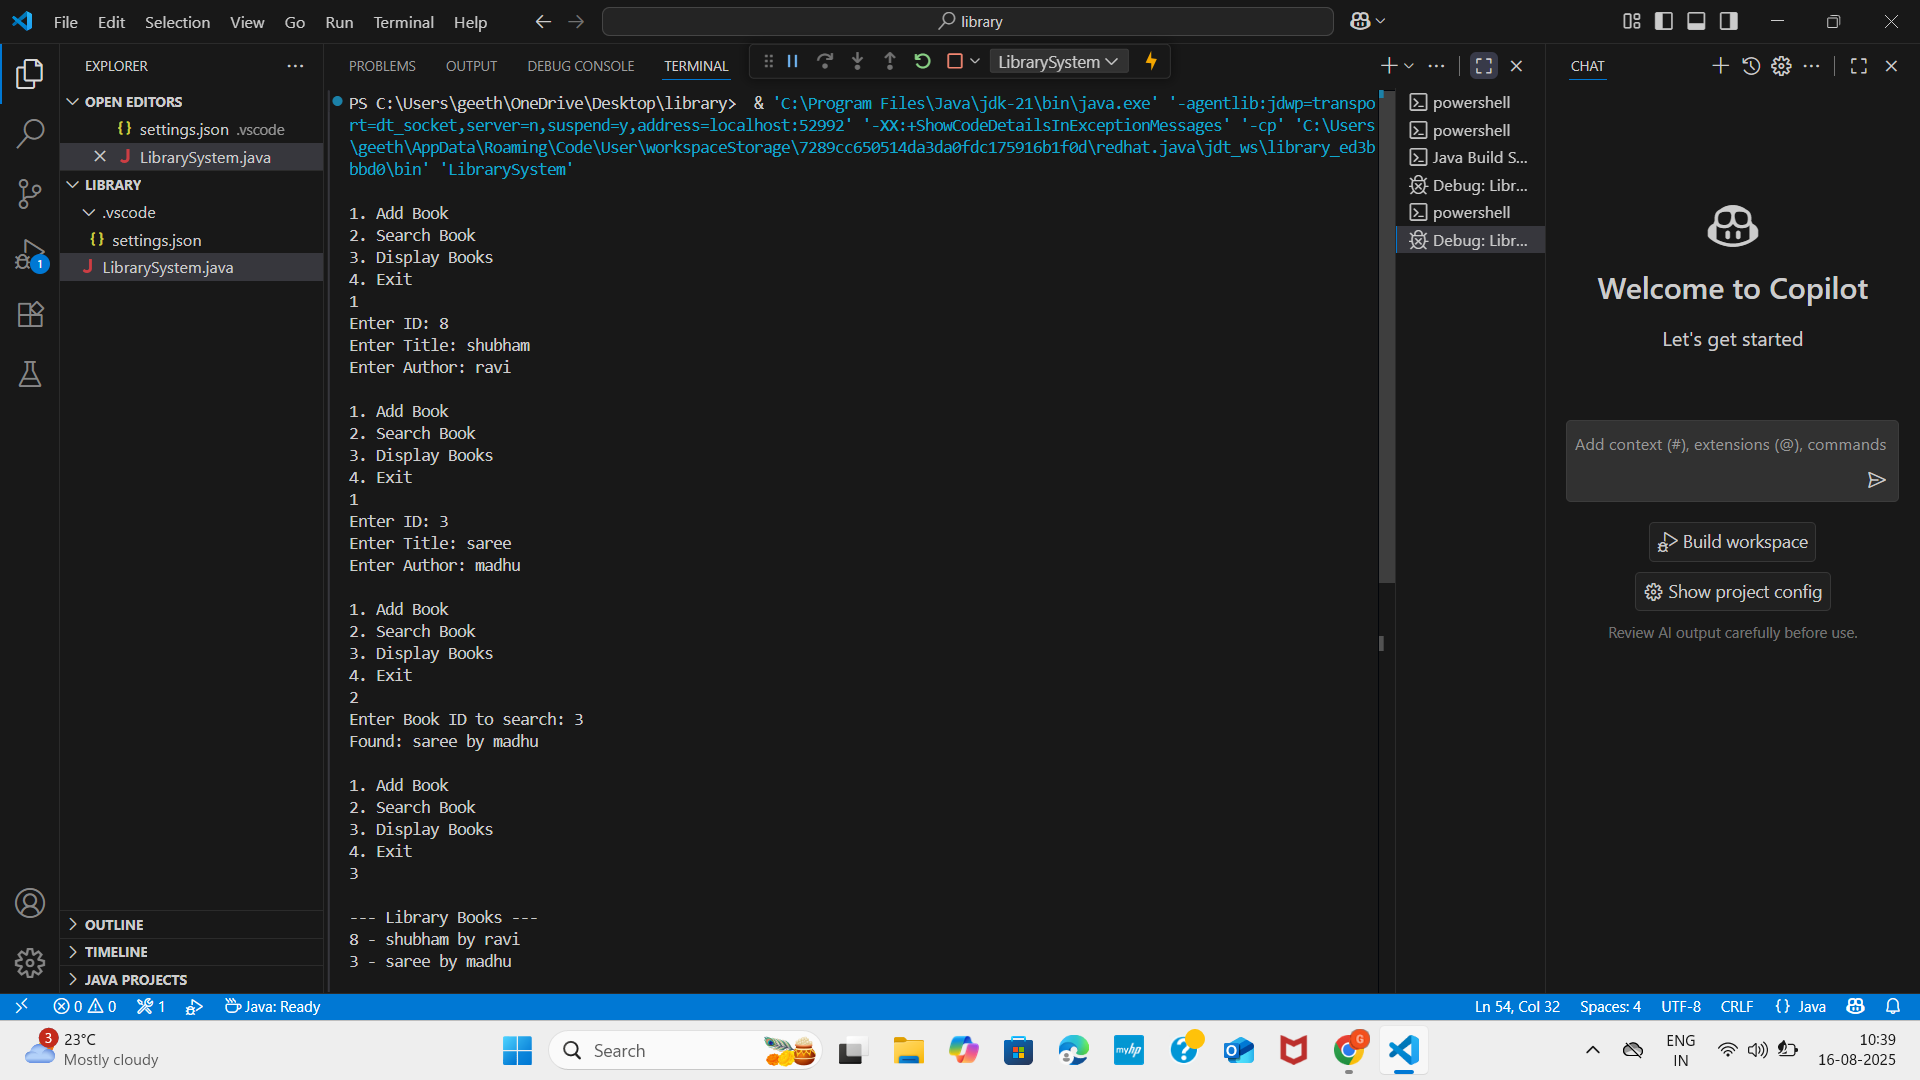 File Edit Selection View Go Run Terminal Help
library
EXPLORER
OPEN EDITORS
settings.json .vscode
LibrarySystem.java
LIBRARY
.vscode
settings.json
LibrarySystem.java
1
OUTLINE
TIMELINE
JAVA PROJECTS
PROBLEMS OUTPUT DEBUG CONSOLE TERMINAL
LibrarySystem
PS C:\Users\geeth\OneDrive\Desktop\library> & 'C:\Program Files\Java\jdk-21\bin\java.exe' '-agentlib:jdwp=transpo
rt=dt_socket,server=n,suspend=y,address=localhost:52992' '-XX:+ShowCodeDetailsInExceptionMessages' '-cp' 'C:\Users
\geeth\AppData\Roaming\Code\User\workspaceStorage\7289cc650514da3da0fdc175916b1f0d\redhat.java\jdt_ws\library_ed3b
bbd0\bin' 'LibrarySystem'
1. Add Book
2. Search Book
3. Display Books
4. Exit
1
Enter ID: 8
Enter Title: shubham
Enter Author: ravi
1. Add Book
2. Search Book
3. Display Books
4. Exit
1
Enter ID: 3
Enter Title: saree
Enter Author: madhu
1. Add Book
2. Search Book
3. Display Books
4. Exit
2
Enter Book ID to search: 3
Found: saree by madhu
1. Add Book
2. Search Book
3. Display Books
4. Exit
3
--- Library Books ---
8 - shubham by ravi
3 - saree by madhu
powershell
powershell
Java Build S...
Debug: Libr...
powershell
Debug: Libr...
CHAT
Welcome to Copilot
Let's get started
Add context (#), extensions (@), commands
Build workspace
Show project config
Review AI output carefully before use.
0 0 1 Java: Ready
Ln 54, Col 32 Spaces: 4 UTF-8 CRLF {} Java
3
23°C
Mostly cloudy
Search
myhp
G
ENG
IN
10:39
16-08-2025